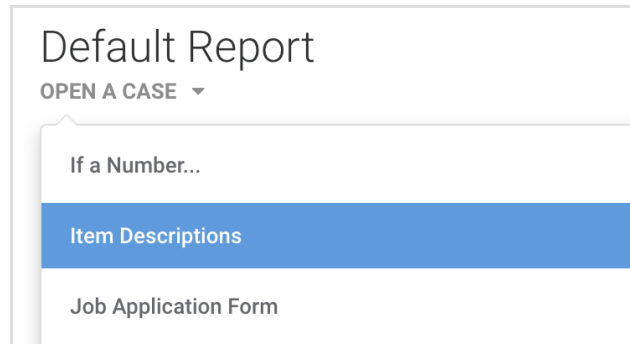 Default Report
OPEN A CASE
If a Number...
Item Descriptions
Job Application Form